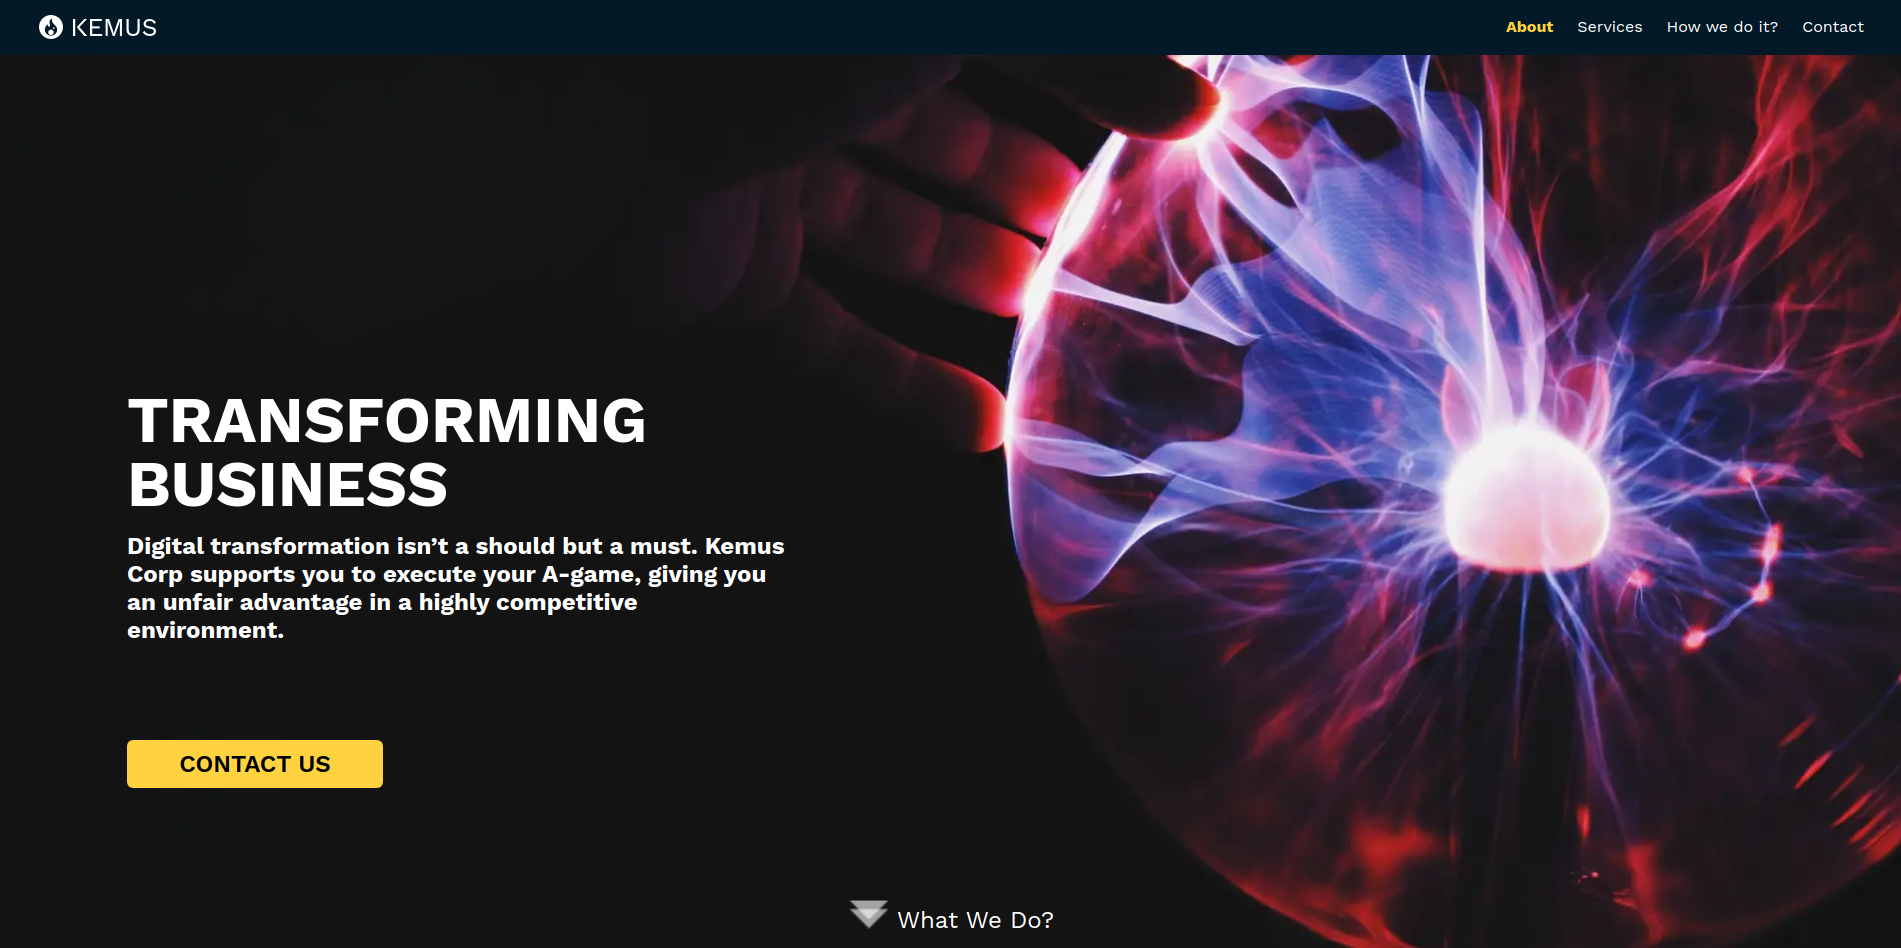 KEMUS
About Services How we do it? Contact
TRANSFORMING
BUSINESS
Digital transformation isn’t a should but a must. Kemus
Corp supports you to execute your A-game, giving you
an unfair advantage in a highly competitive
environment.
CONTACT US
What We Do?